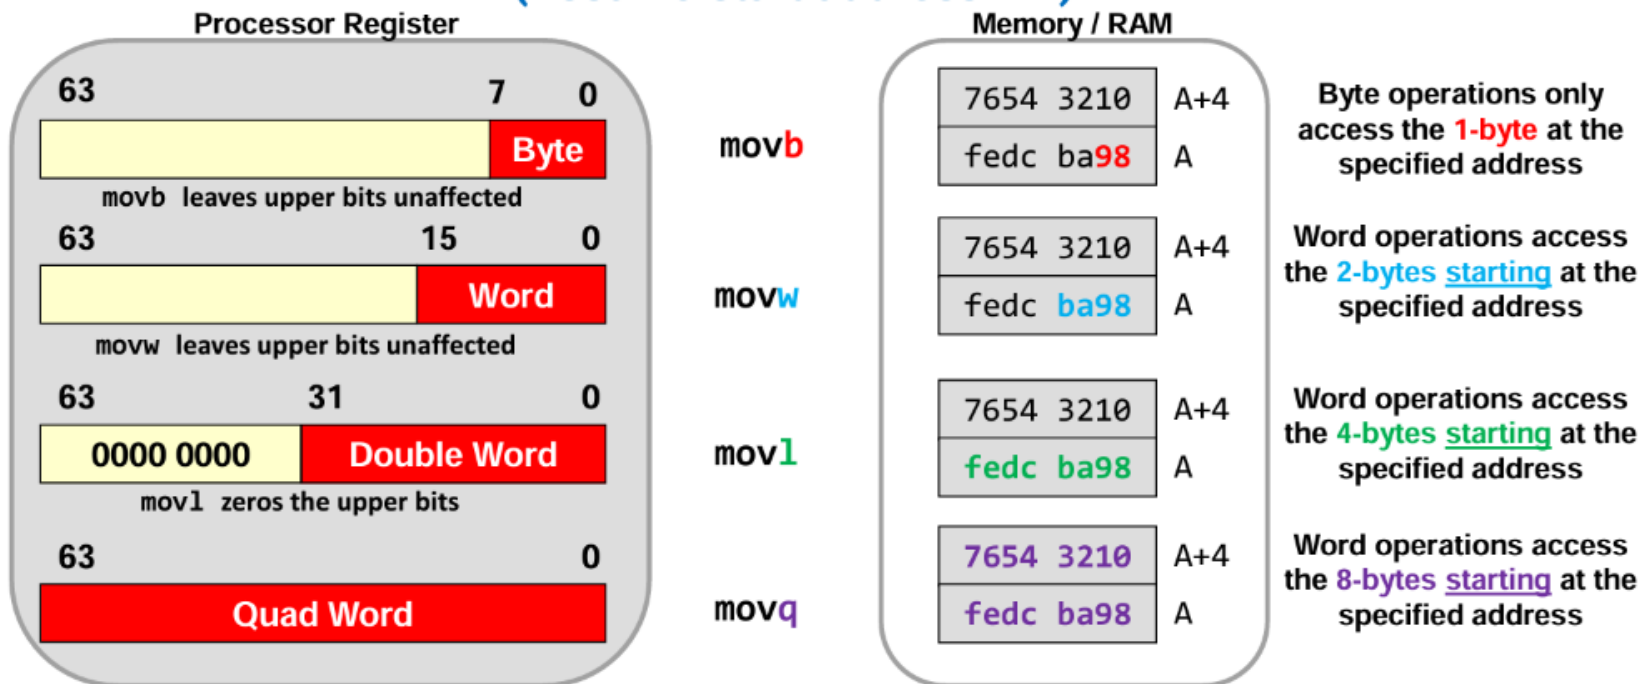 Processor Register
Memory / RAM
63 7 0
Byte
movb leaves upper bits unaffected
movb
7654 3210 A+4
fedc ba98 A
Byte operations only
access the 1-byte at the
specified address
63 15 0
Word
movw leaves upper bits unaffected
movw
7654 3210 A+4
fedc ba98 A
Word operations access
the 2-bytes starting at the
specified address
63 31 0
0000 0000 Double Word
movl zeros the upper bits
movl
7654 3210 A+4
fedc ba98 A
Word operations access
the 4-bytes starting at the
specified address
63 0
Quad Word
movq
7654 3210 A+4
fedc ba98 A
Word operations access
the 8-bytes starting at the
specified address